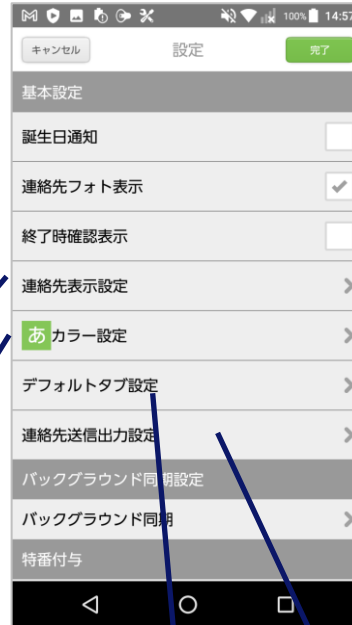 100% 14:57
キャンセル 設定 完了
基本設定
誕生日通知
連絡先フォト表示
終了時確認表示
連絡先表示設定
あ カラー設定
デフォルトタブ設定
連絡先送信出力設定
バックグラウンド同期設定
バックグラウンド同期
特番付与